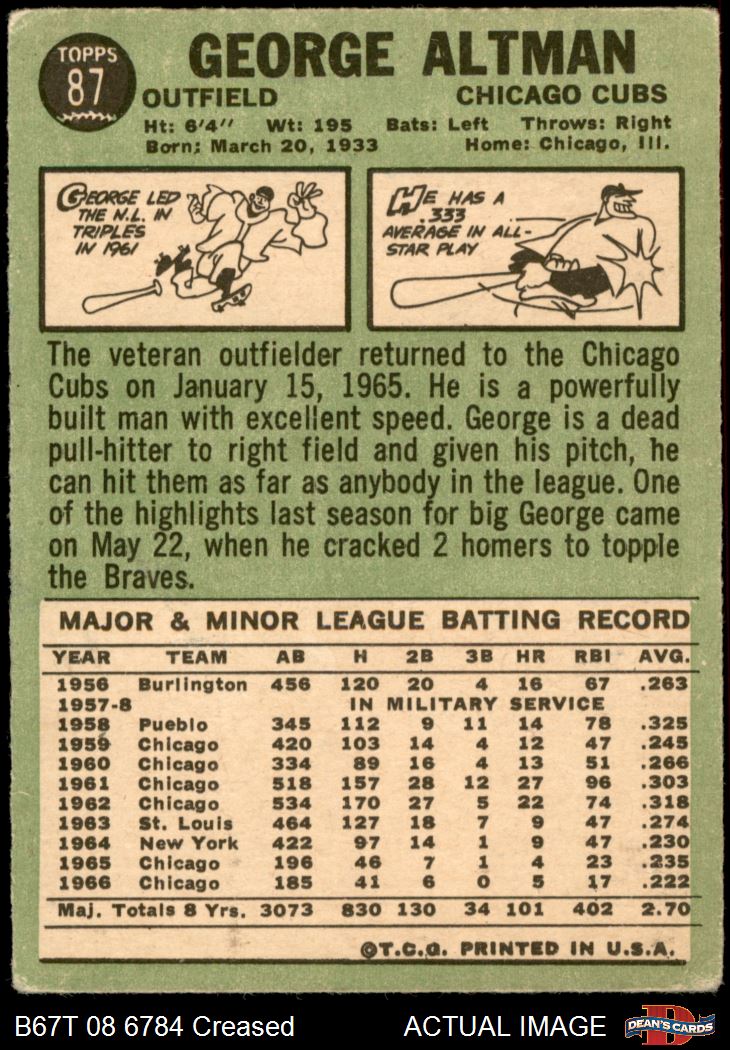 TOPPS
87
GEORGE ALTMAN
OUTFIELD CHICAGO CUBS
Ht: 6'4'' Wt: 195 Bats: Left Throws: Right
Born: March 20, 1933 Home: Chicago, Ill.
GEORGE LED
THE N.L. IN
TRIPLES
IN 1961
HE HAS A
.333
AVERAGE IN ALL-
STAR PLAY
The veteran outfielder returned to the Chicago
Cubs on January 15, 1965. He is a powerfully
built man with excellent speed. George is a dead
pull-hitter to right field and given his pitch, he
can hit them as far as anybody in the league. One
of the highlights last season for big George came
on May 22, when he cracked 2 homers to topple
the Braves.
MAJOR & MINOR LEAGUE BATTING RECORD
YEAR TEAM AB H 2B 3B HR RBI AVG.
1956 Burlington 456 120 20 4 16 67 .263
1957-8 IN MILITARY SERVICE
1958 Pueblo 345 112 9 11 14 78 .325
1959 Chicago 420 103 14 4 12 47 .245
1960 Chicago 334 89 16 4 13 51 .266
1961 Chicago 518 157 28 12 27 96 .303
1962 Chicago 534 170 27 5 22 74 .318
1963 St. Louis 464 127 18 7 9 47 .274
1964 New York 422 97 14 1 9 47 .230
1965 Chicago 196 46 7 1 4 23 .235
1966 Chicago 185 41 6 0 5 17 .222
Maj. Totals 8 Yrs. 3073 830 130 34 101 402 2.70
©T.C.G. PRINTED IN U.S.A.
B67T 08 6784 Creased ACTUAL IMAGE
D
DEAN'S CARDS